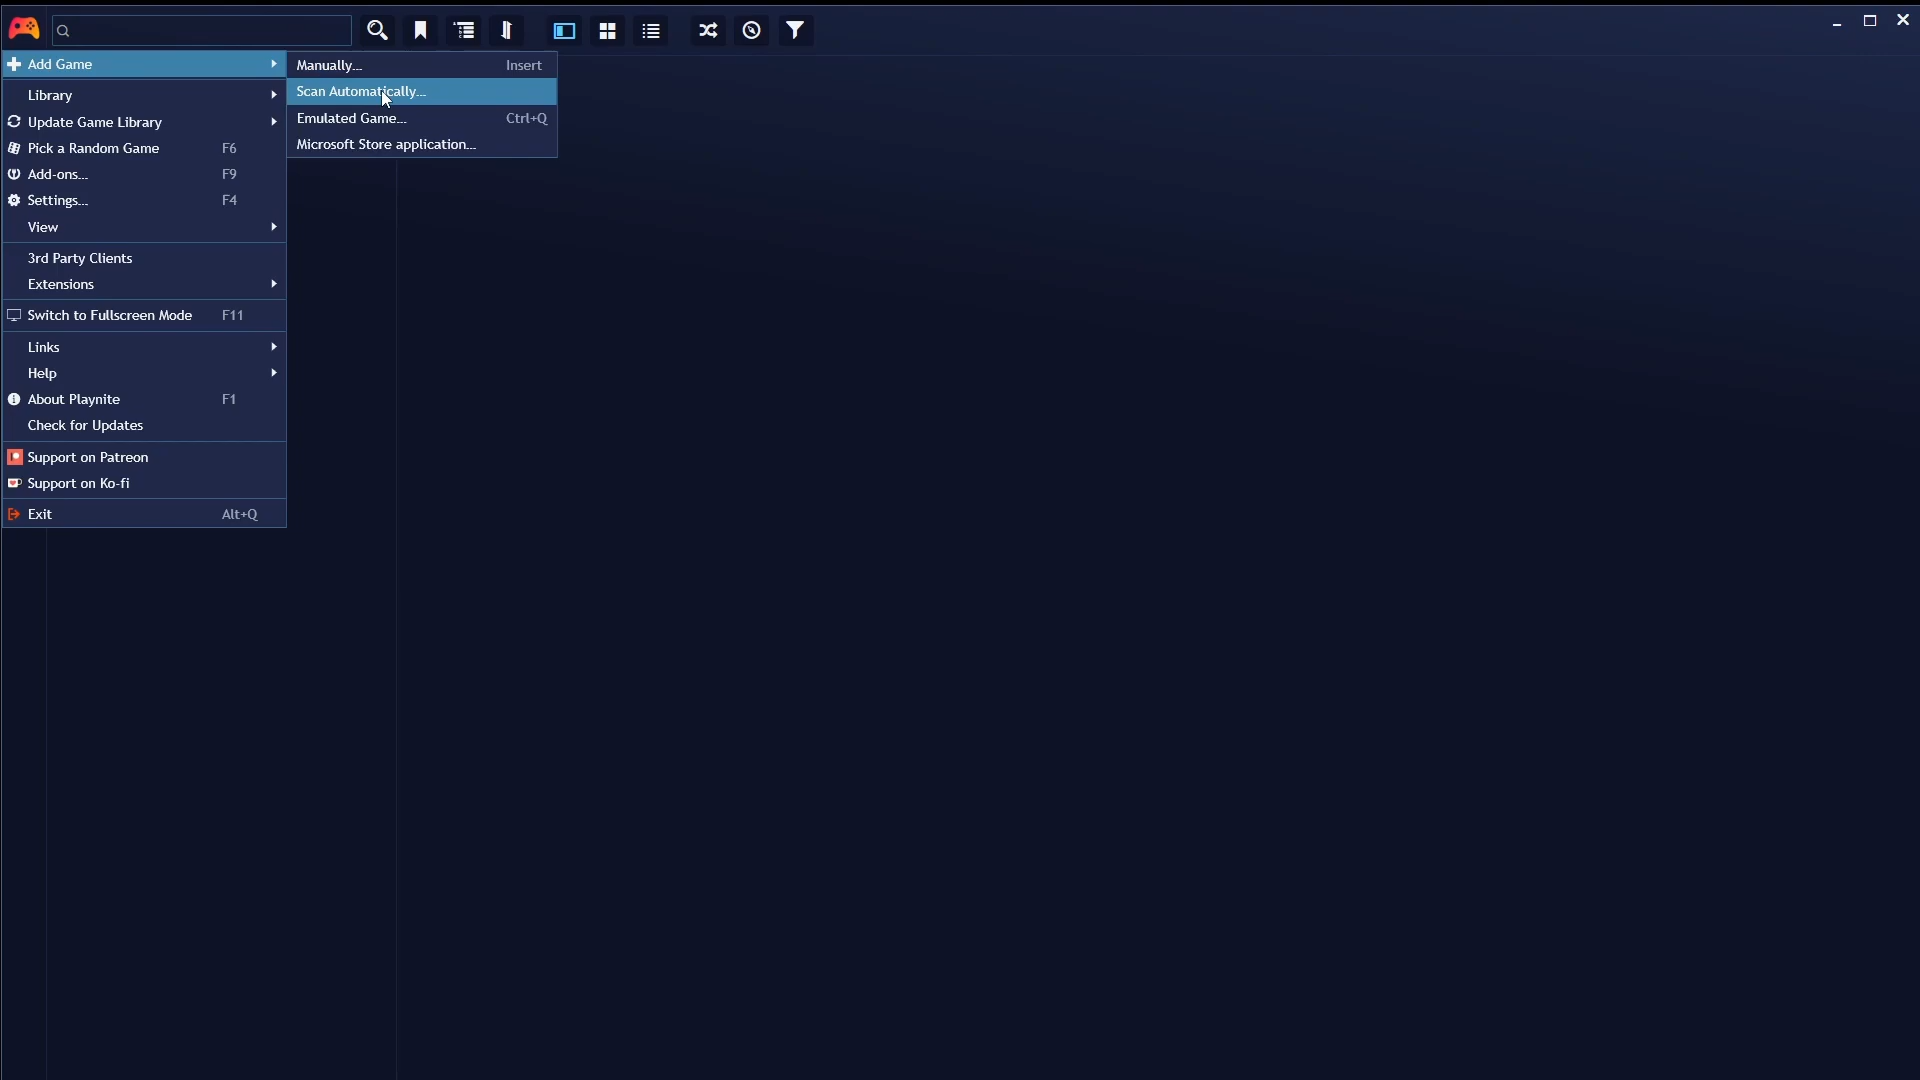 Add Game
Manually... Insert
Scan Automatically...
Library
Emulated Game... Ctrl+Q
Update Game Library
Microsoft Store application...
Pick a Random Game F6
Add-ons... F9
Settings... F4
View
3rd Party Clients
Extensions
Switch to Fullscreen Mode F11
Links
Help
About Playnite F1
Check for Updates
Support on Patreon
Support on Ko-fi
Exit Alt+Q